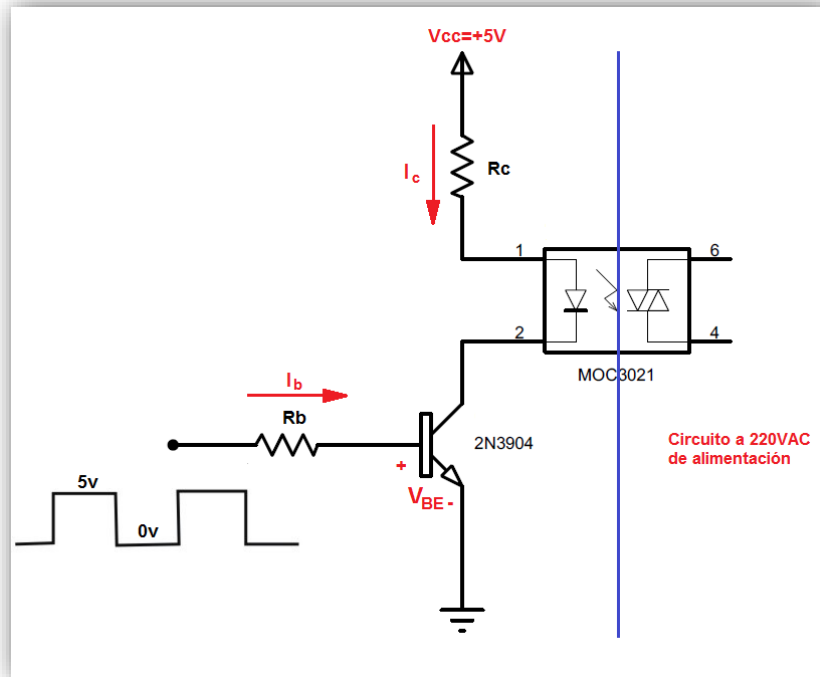 Vcc=+5V
Ic
Rc
1
6
2
4
MOC3021
Ib
Rb
2N3904
Circuito a 220VAC
de alimentación
+
VBE -
5v
0v